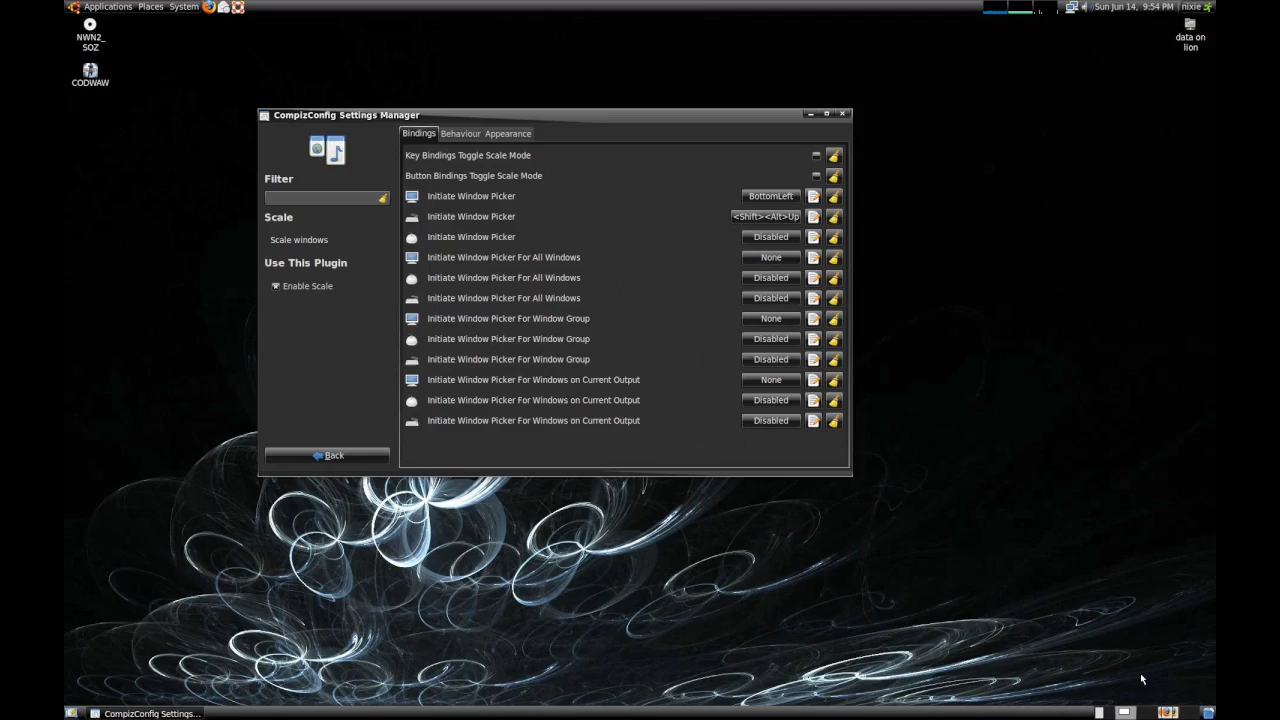 Applications Places System
Sun Jun 14, 9:54 PM nixie
NWN2_
SOZ
CODWAW
data on
lion
CompizConfig Settings Manager
Filter
Scale
Scale windows
Use This Plugin
Enable Scale
Back
Bindings Behaviour Appearance
Key Bindings Toggle Scale Mode
Button Bindings Toggle Scale Mode
Initiate Window Picker BottomLeft
Initiate Window Picker <Shift><Alt>Up
Initiate Window Picker Disabled
Initiate Window Picker For All Windows None
Initiate Window Picker For All Windows Disabled
Initiate Window Picker For All Windows Disabled
Initiate Window Picker For Window Group None
Initiate Window Picker For Window Group Disabled
Initiate Window Picker For Window Group Disabled
Initiate Window Picker For Windows on Current Output None
Initiate Window Picker For Windows on Current Output Disabled
Initiate Window Picker For Windows on Current Output Disabled
CompizConfig Settings...